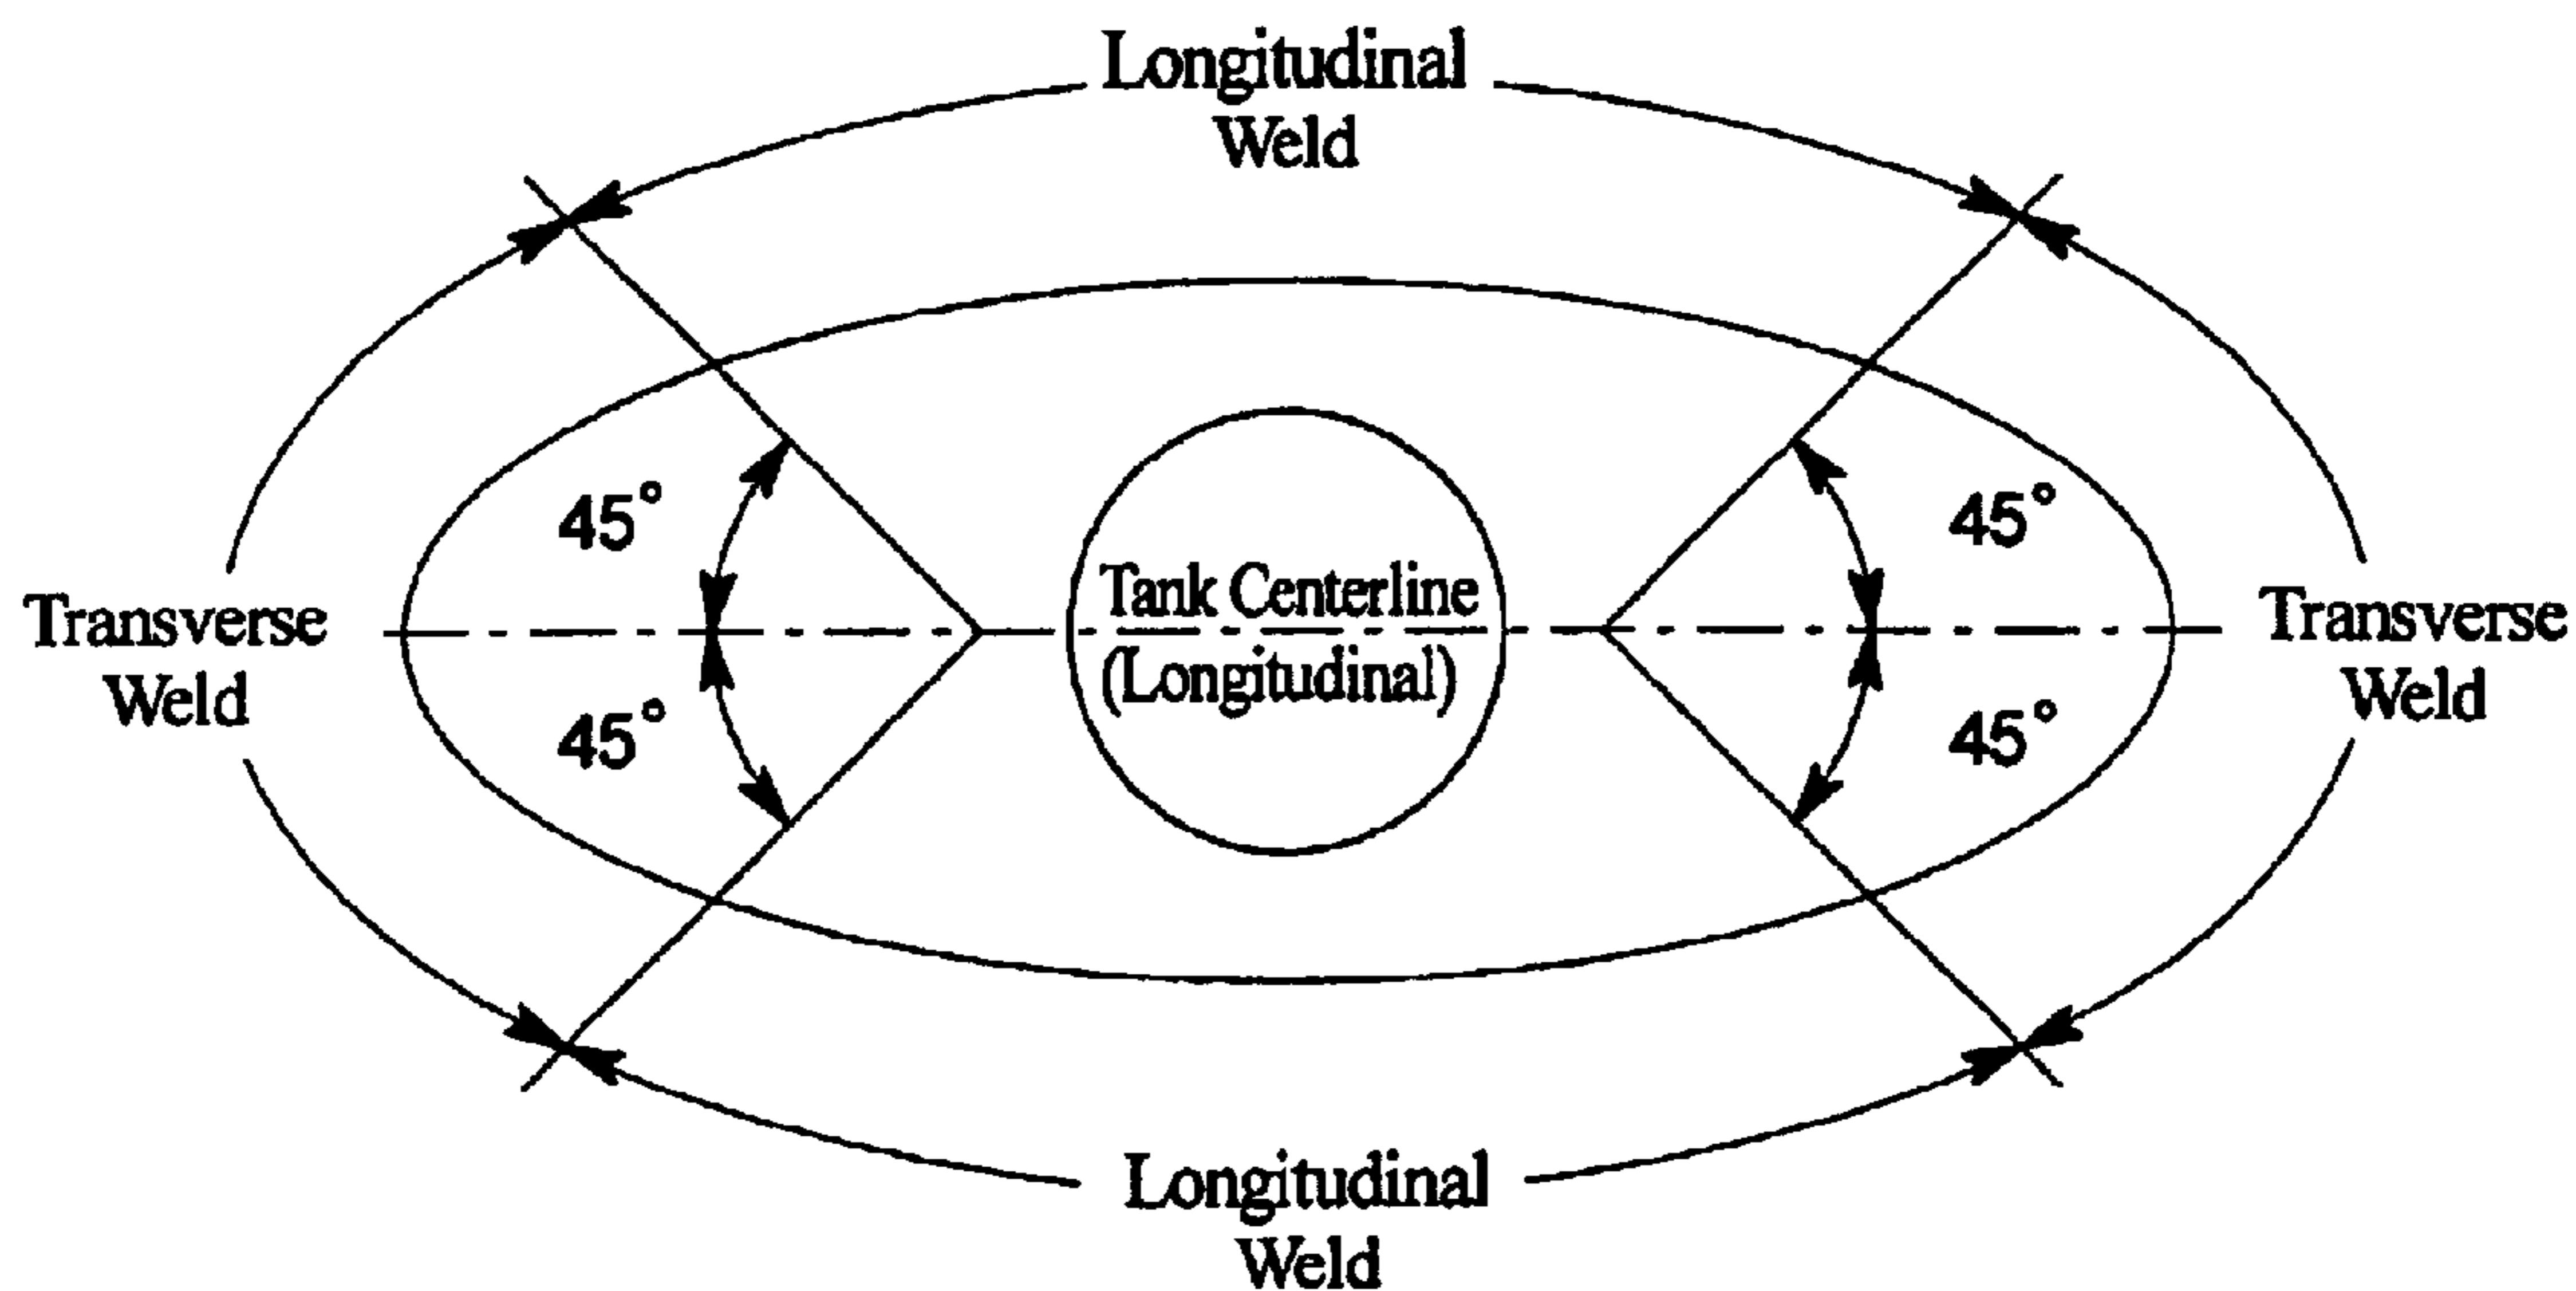 Longitudinal
Weld
45°
45°
Tank Centerline
(Longitudinal)
Transverse
Weld
Transverse
Weld
45°
45°
Longitudinal
Weld